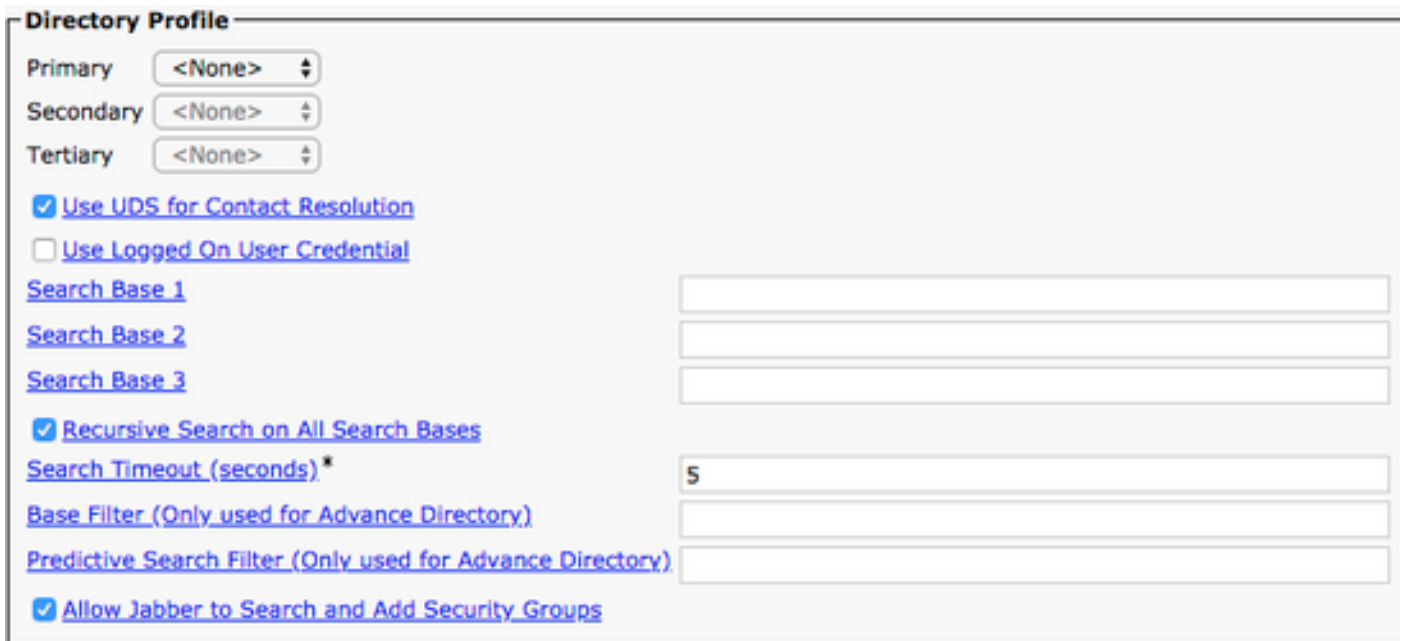 Directory Profile
Primary <None>
Secondary <None>
Tertiary <None>
Use UDS for Contact Resolution
Use Logged On User Credential
Search Base 1
Search Base 2
Search Base 3
Recursive Search on All Search Bases
Search Timeout (seconds)* 5
Base Filter (Only used for Advance Directory)
Predictive Search Filter (Only used for Advance Directory)
Allow Jabber to Search and Add Security Groups